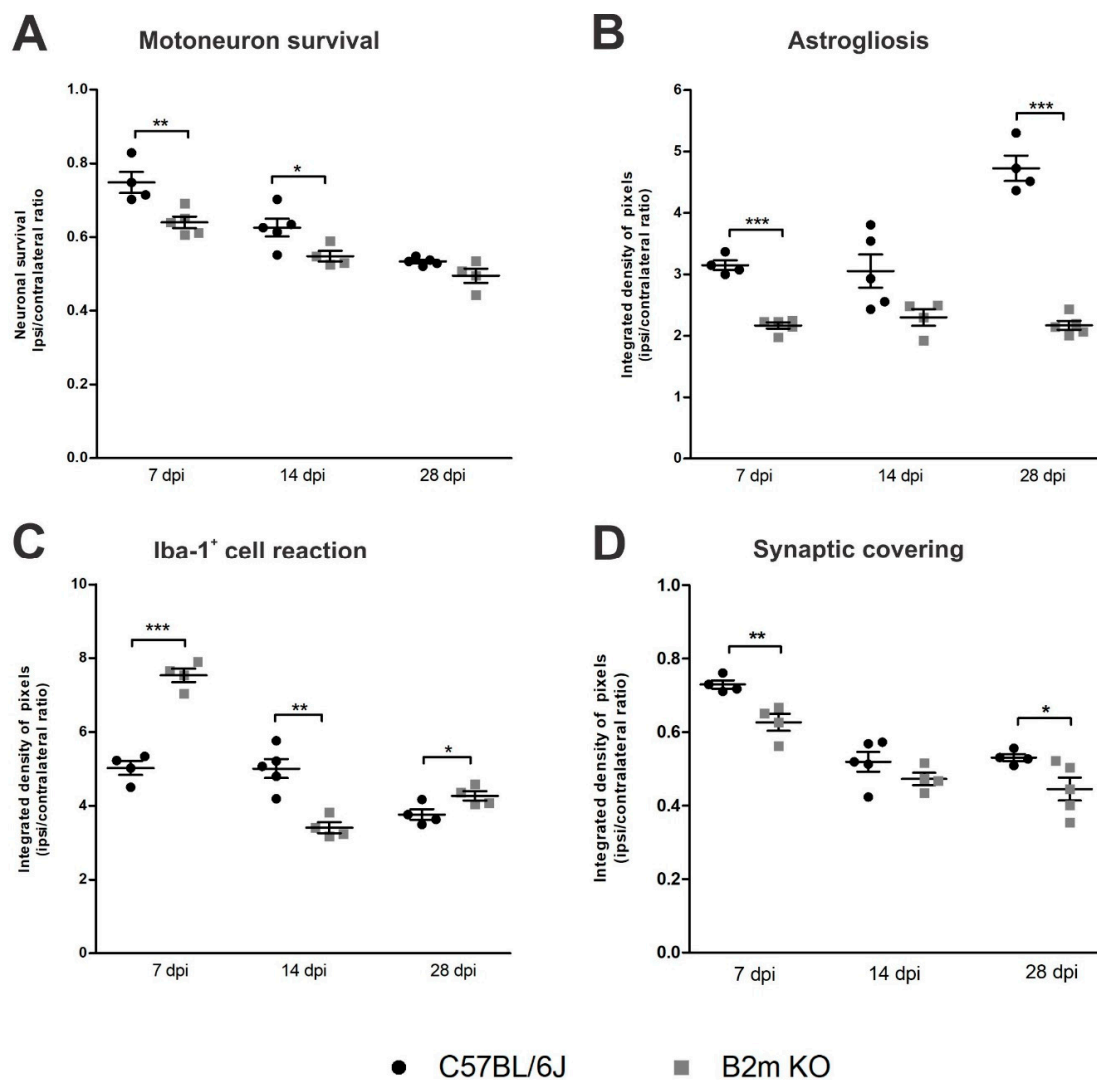 A
Motoneuron survival
Neuronal survival
Ipsi/contralateral ratio
1.0
0.8
0.6
0.4
0.2
0.0
**
*
7 dpi
14 dpi
28 dpi
B
Astrogliosis
Integrated density of pixels
(ipsi/contralateral ratio)
6
5
4
3
2
1
0
***
***
7 dpi
14 dpi
28 dpi
C
Iba-1+ cell reaction
Integrated density of pixels
(ipsi/contralateral ratio)
10
8
6
4
2
0
***
**
*
7 dpi
14 dpi
28 dpi
D
Synaptic covering
Integrated density of pixels
(ipsi/contralateral ratio)
1.0
0.8
0.6
0.4
0.2
0.0
**
*
7 dpi
14 dpi
28 dpi
C57BL/6J
B2m KO